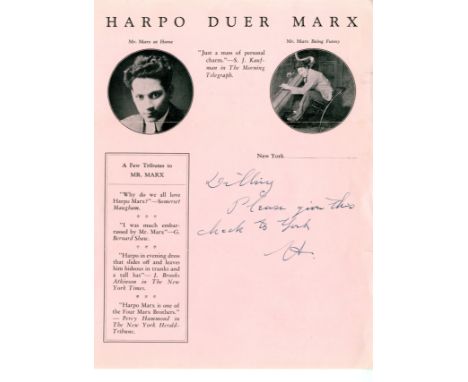 HARPO DUER MARX
Mr. Marx at Home
"Just a mass of personal
charm."—S. J. Kauf-
man in The Morning
Telegraph.
Mr. Marx Being Funny
New York
A Few Tributes to
MR. MARX
"Why do we all love
Harpo Marx?"—Somerset
Maugham.
"I was much embar-
rassed by Mr. Marx."—G.
Bernard Shaw.
"Harpo in evening dress
that slides off and leaves
him hideous in trunks and
a tall hat"— J. Brooks
Atkinson in The New
York Times.
"Harpo Marx is one of
the Four Marx Brothers."
— Percy Hammond in
The New York Herald-
Tribune.
Please give this
check to York
H.